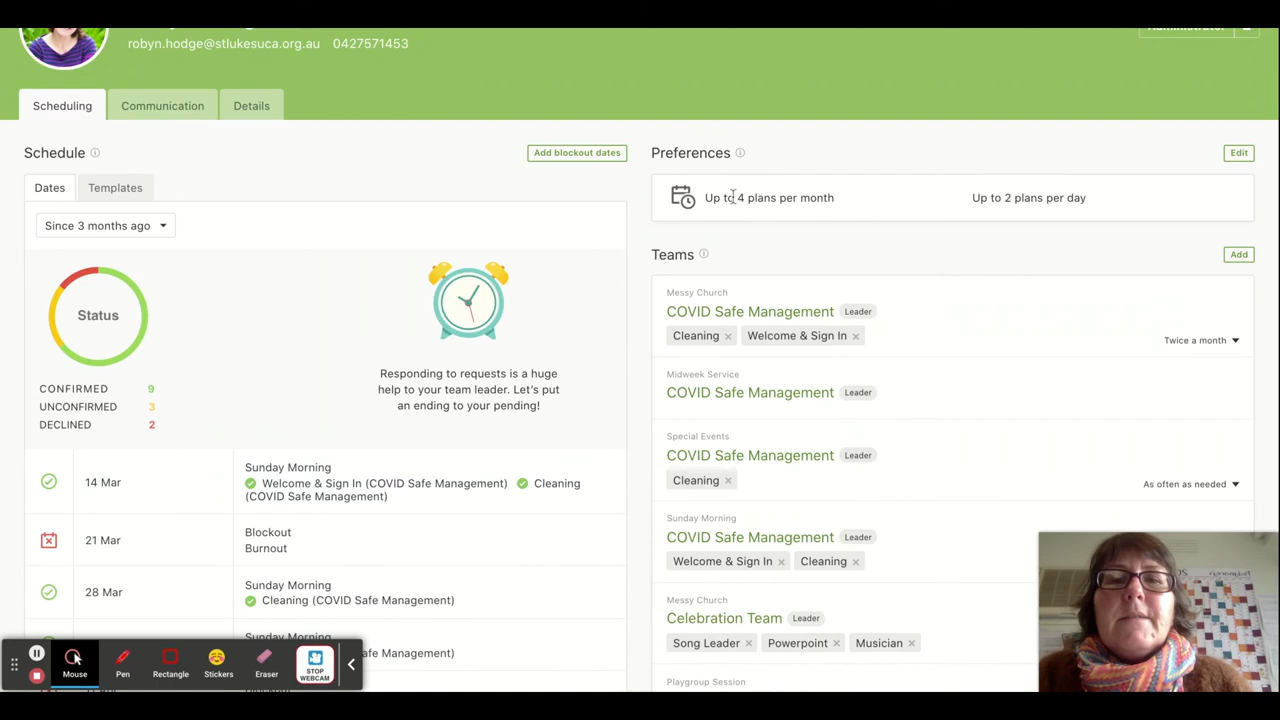 robyn.hodge@stlukesuca.org.au 0427571453
Administrator
Scheduling Communication Details
Schedule
Add blockout dates
Dates Templates
Since 3 months ago
Status
CONFIRMED 9
UNCONFIRMED 3
DECLINED 2
Responding to requests is a huge
help to your team leader. Let's put
an ending to your pending!
14 Mar
Sunday Morning
Welcome & Sign In (COVID Safe Management) Cleaning
(COVID Safe Management)
21 Mar
Blockout
Burnout
28 Mar
Sunday Morning
Cleaning (COVID Safe Management)
Sunday Morning
Safe Management)
Preferences
Edit
Up to 4 plans per month Up to 2 plans per day
Teams
Add
Messy Church
COVID Safe Management Leader
Cleaning × Welcome & Sign In ×
Twice a month
Midweek Service
COVID Safe Management Leader
Special Events
COVID Safe Management Leader
Cleaning ×
As often as needed
Sunday Morning
COVID Safe Management Leader
Welcome & Sign In × Cleaning ×
Messy Church
Celebration Team Leader
Song Leader × Powerpoint × Musician ×
Playgroup Session
Mouse Pen Rectangle Stickers Eraser
STOP
WEBCAM